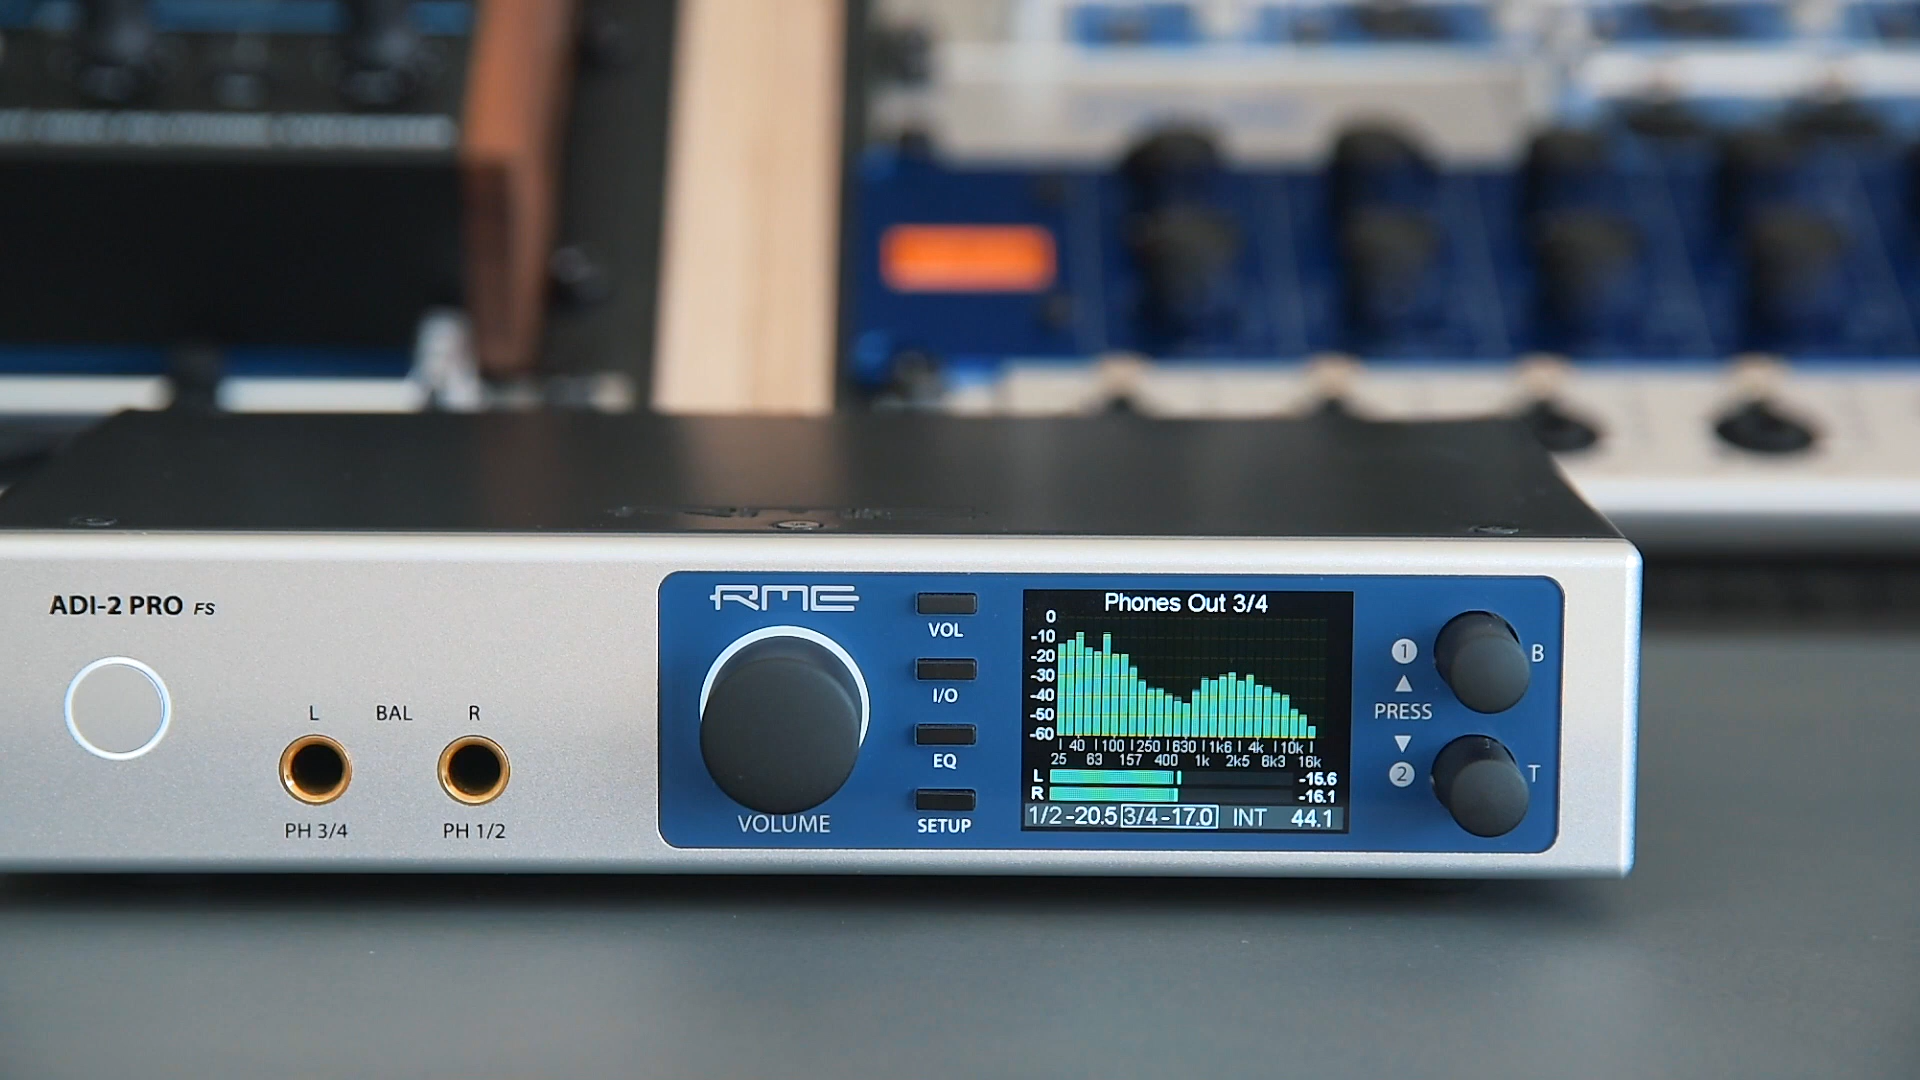 ADI-2 PRO FS
L BAL R
PH 3/4 PH 1/2
RME
VOLUME
VOL
I/O
EQ
SETUP
Phones Out 3/4
0
-10
-20
-30
-40
-50
-60
40 100 250 630 1k6 4k 10k
25 63 157 400 1k 2k5 6k3 16k
L -15.6
R -16.1
1/2 -20.5 3/4 -17.0 INT 44.1
1 B
PRESS
2 T